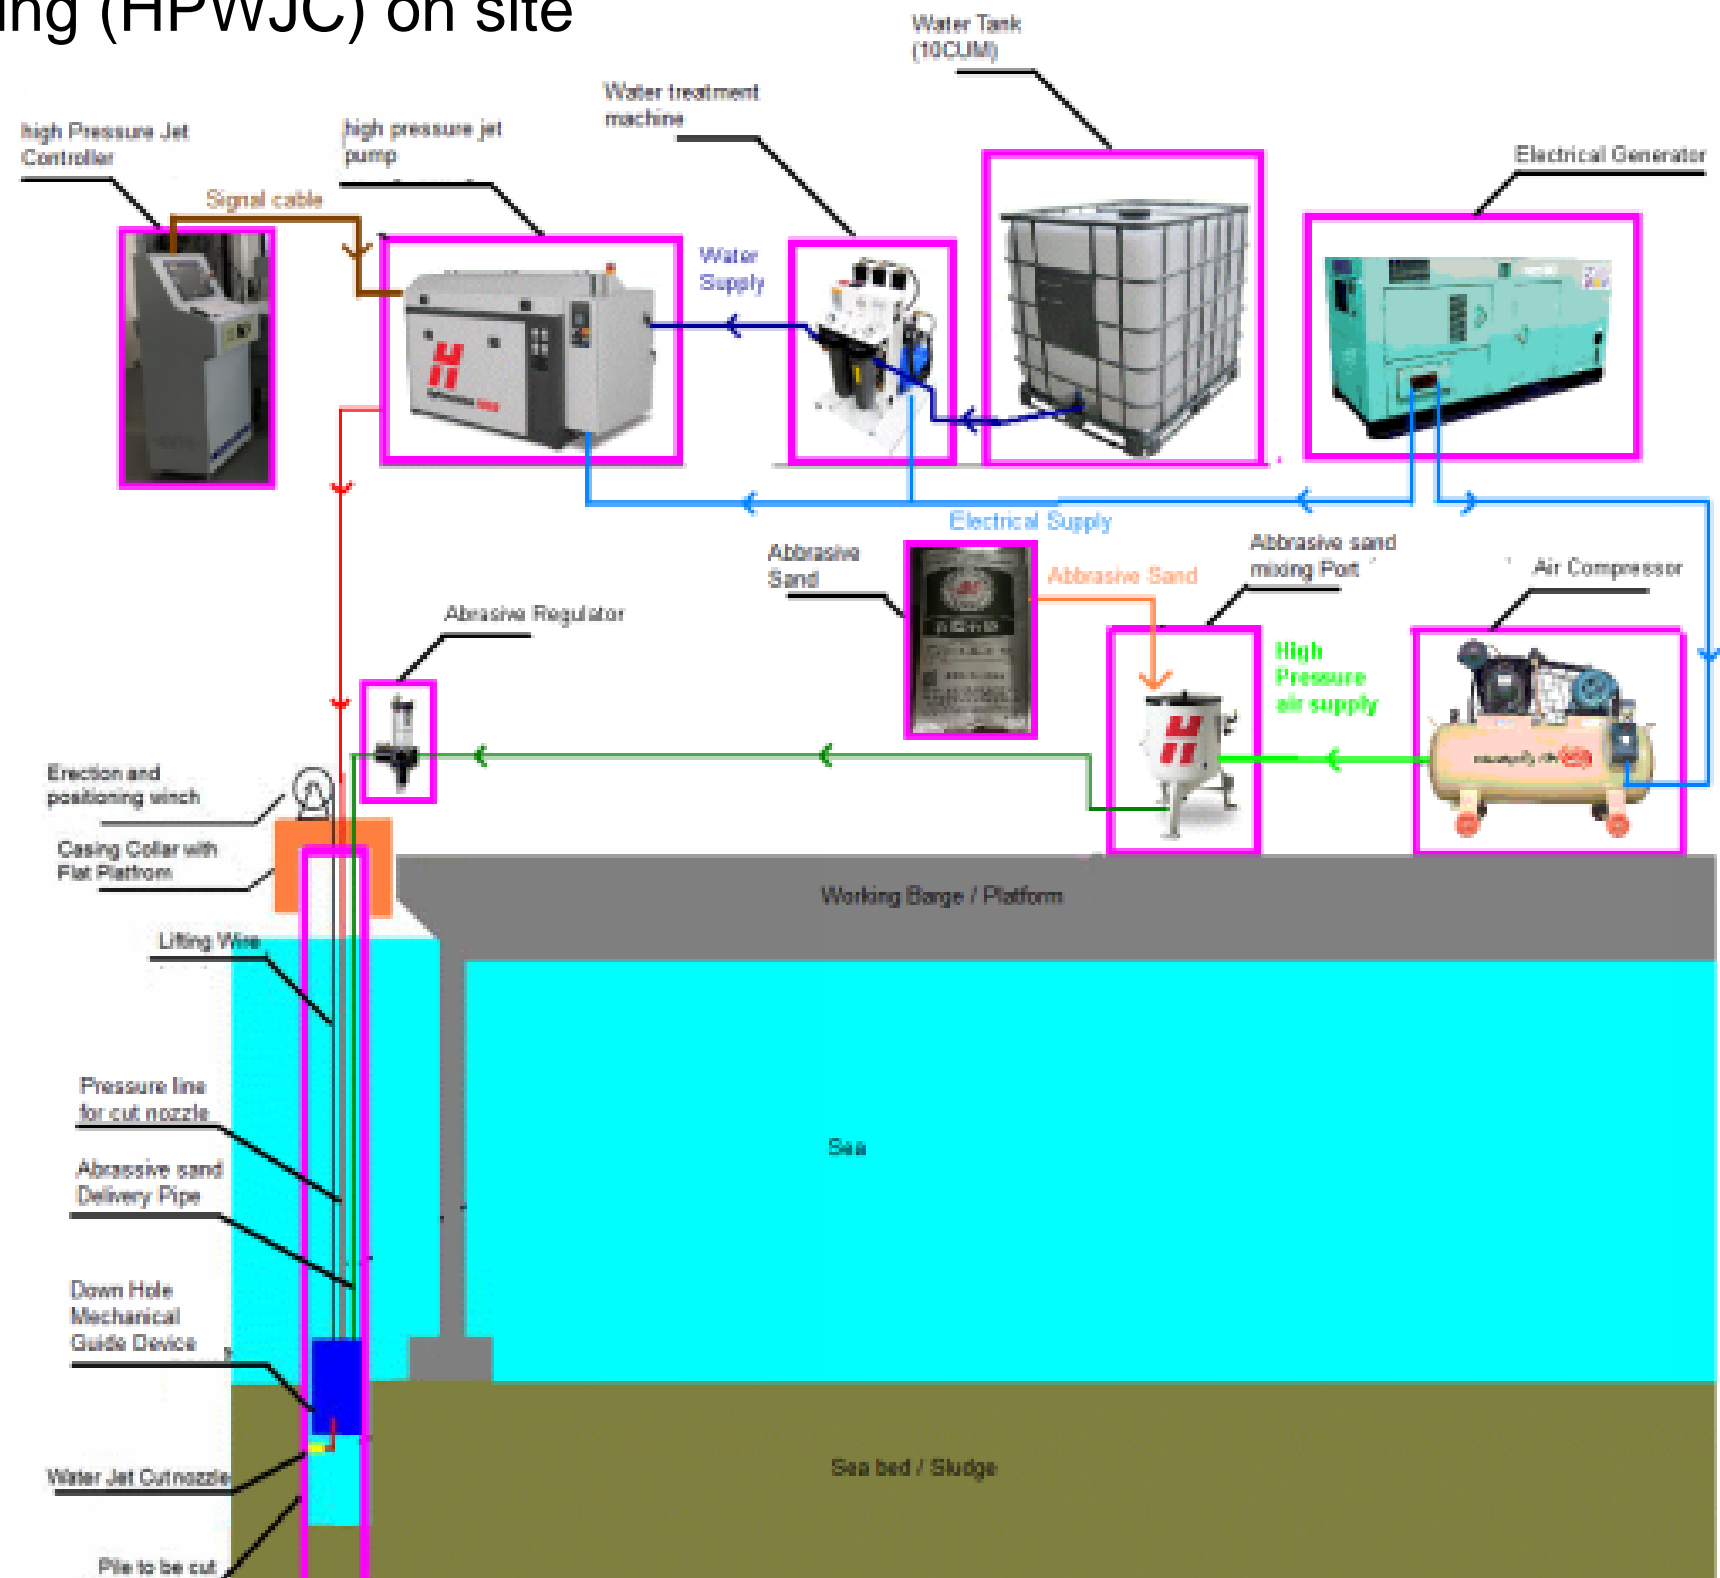 ing (HPWJC) on site
Water Tank
(10CUM)
Water treatment
machine
high Pressure Jet
Controller
high pressure jet
pump
Electrical Generator
Signal cable
Water
Supply
Electrical Supply
Abbrasive
Sand
Abbrasive Sand
Abbrasive sand
mixing Port
Air Compressor
Abrasive Regulator
High
Pressure
air supply
Erection and
positioning winch
Casing Collar with
Flat Platfrom
Working Barge / Platform
Lifting Wire
Pressure line
for cut nozzle
Sea
Abrassive sand
Delivery Pipe
Down Hole
Mechanical
Guide Device
Water Jet Cut nozzle
Sea bed / Sludge
Pile to be cut